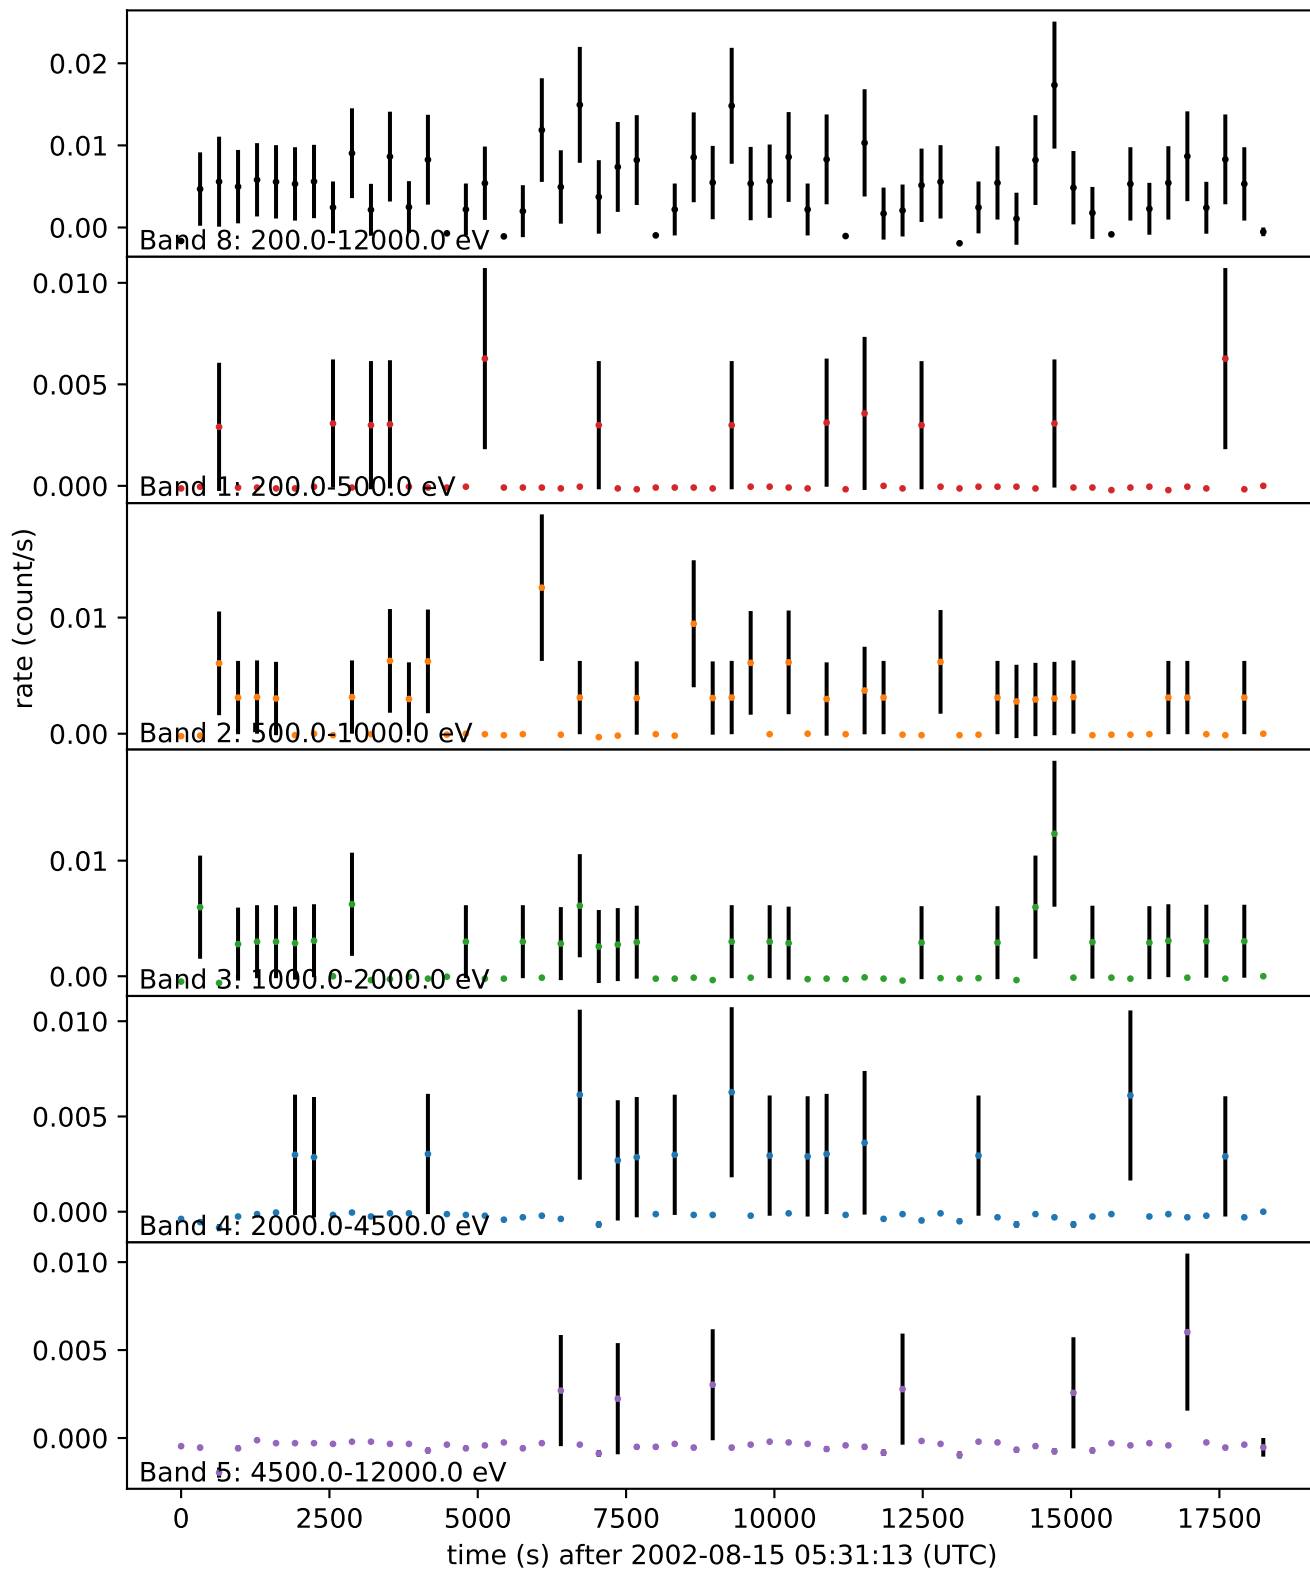 0.02
0.01
0.00
Band 8: 200.0-12000.0 eV
0.010
0.005
0.000
Band 1: 200.0-500.0 eV
0.01
0.00
Band 2: 500.0-1000.0 eV
rate (count/s)
0.01
0.00
Band 3: 1000.0-2000.0 eV
0.010
0.005
0.000
Band 4: 2000.0-4500.0 eV
0.010
0.005
0.000
Band 5: 4500.0-12000.0 eV
0 2500 5000 7500 10000 12500 15000 17500
time (s) after 2002-08-15 05:31:13 (UTC)